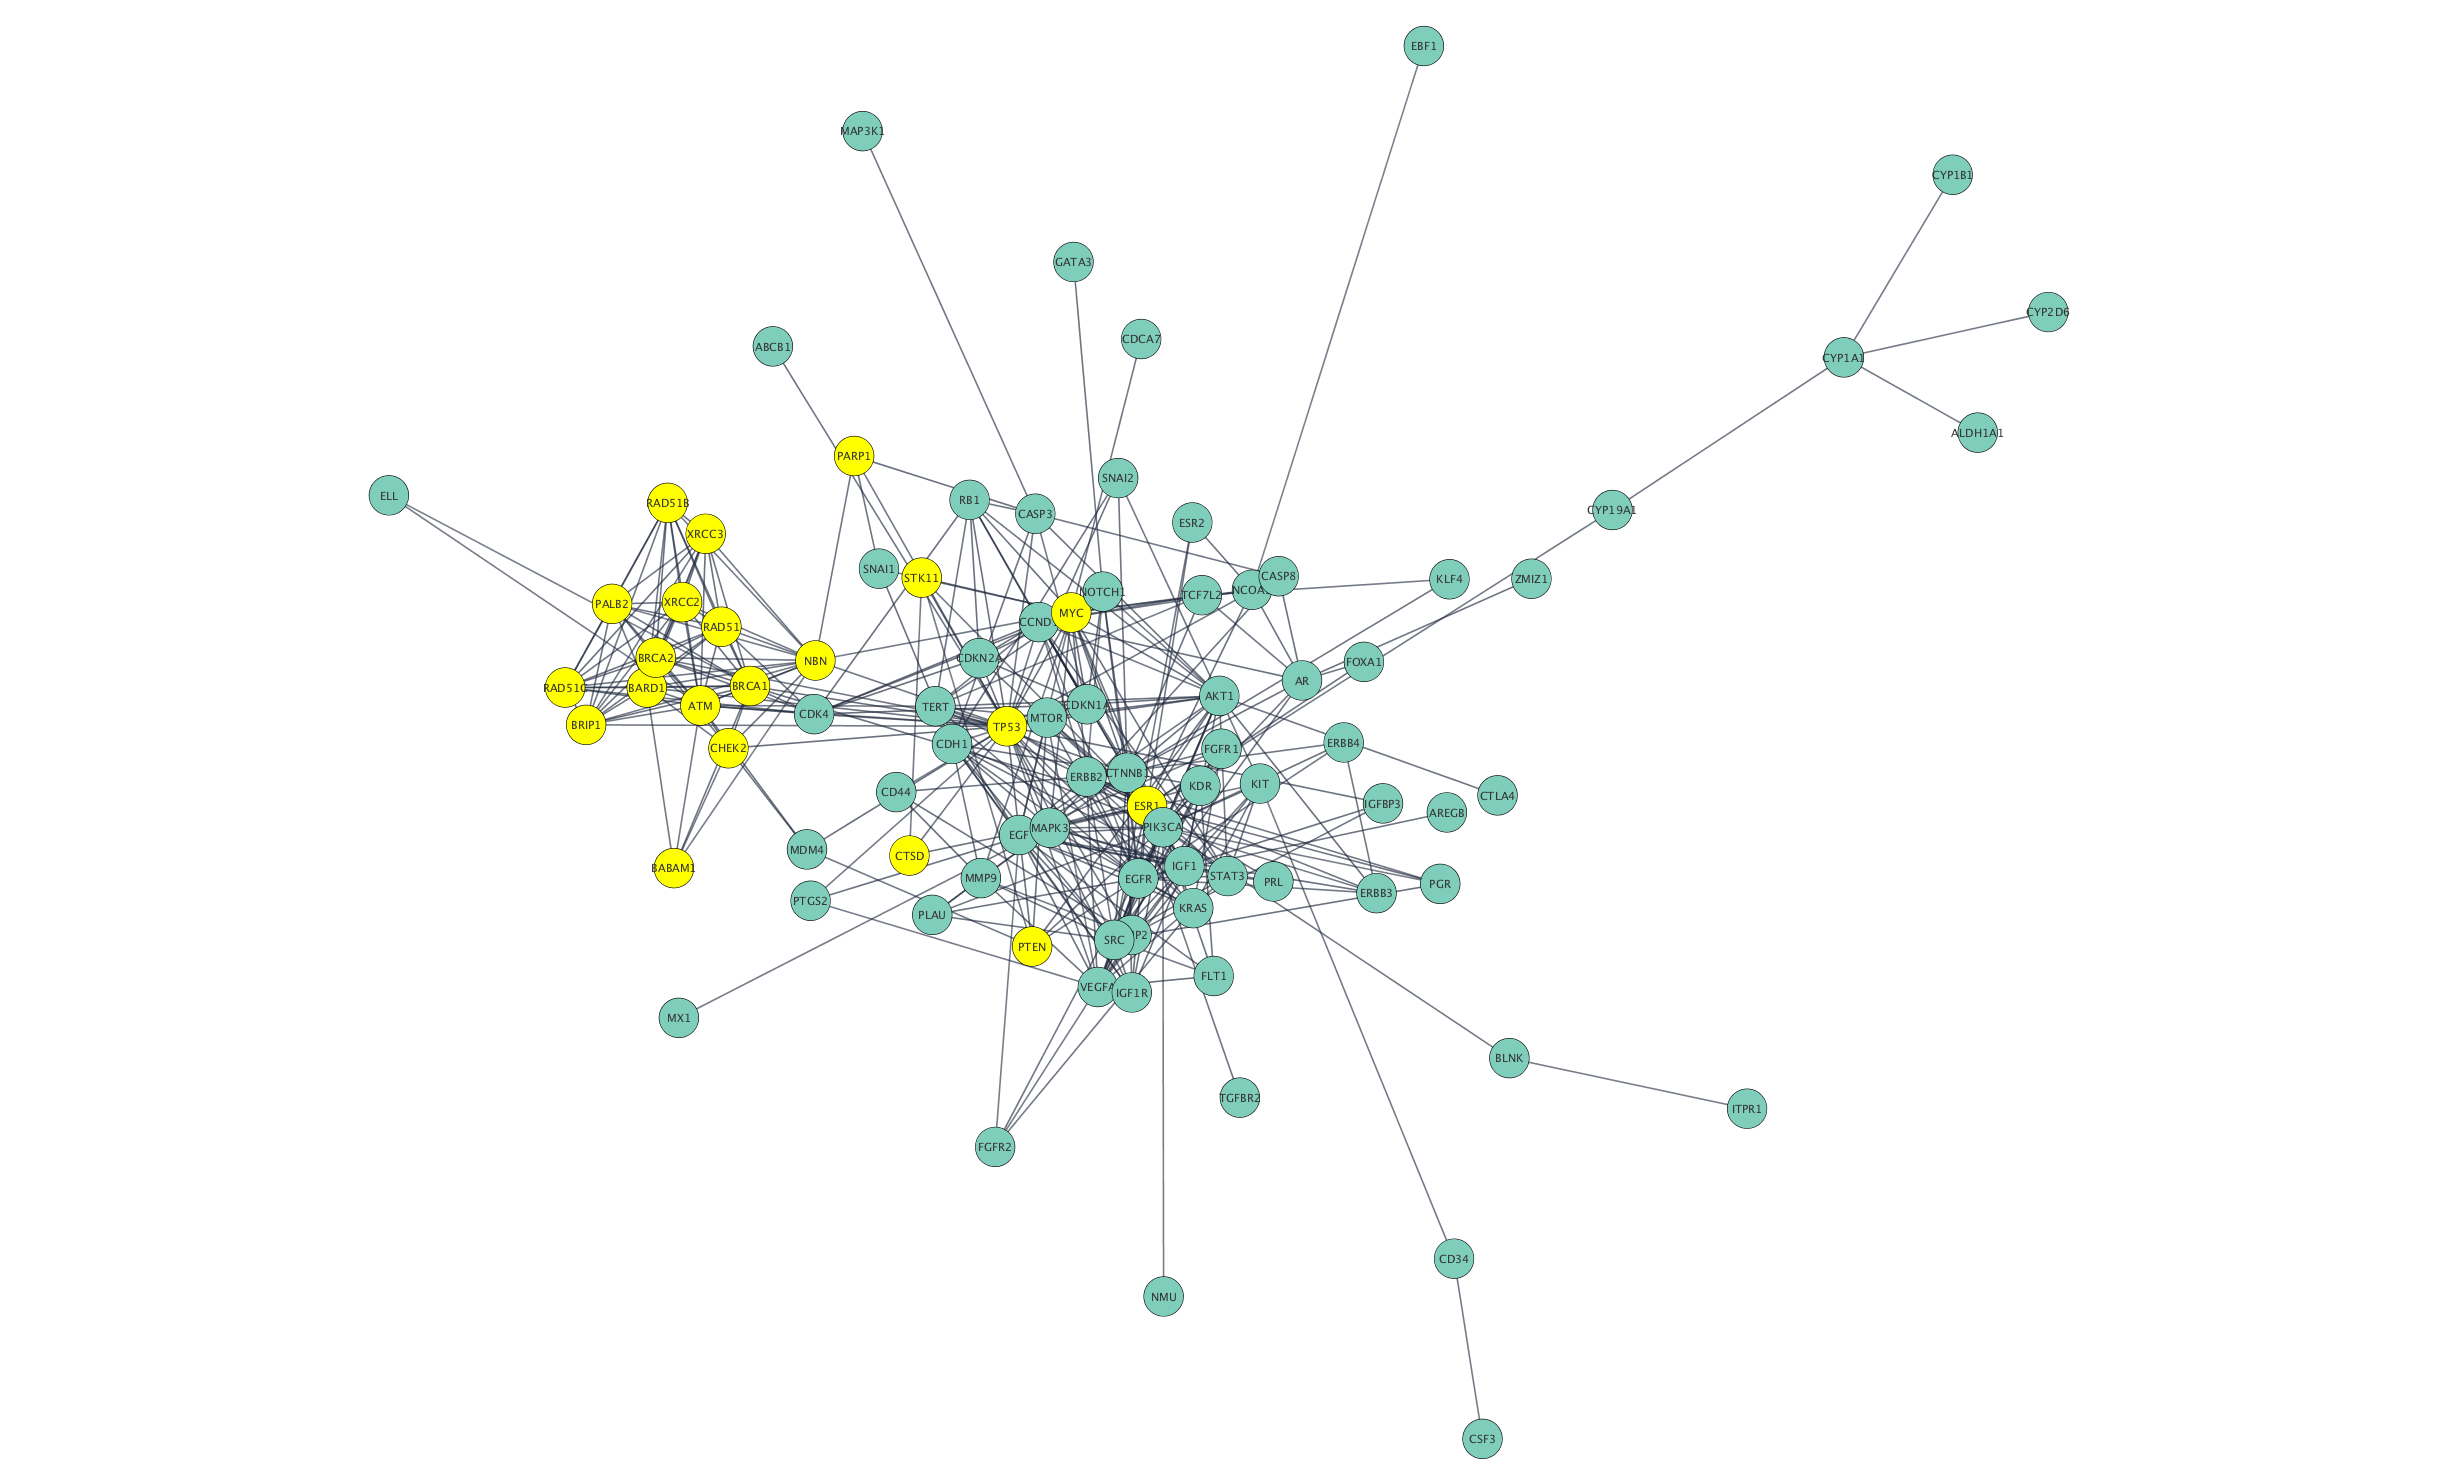 EBF1
MAP3K1
CYP1B1
GATA3
CYP2D6
CDCA7
ABCB1
CYP1A1
ALDH1A1
PARP1
SNAI2
ELL
RAD51B
RB1
CASP3
CYP19A1
ESR2
XRCC3
SNAI1
STK11
CASP8
KLF4
ZMIZ1
NOTCH1
TCF7L2
NCOA
PALB2
XRCC2
MYC
CCND
RAD51
BRCA2
CDKN2A
NBN
FOXA1
AR
RAD51C
BARD1
BRCA1
AKT1
ATM
TERT
CDKN1A
CDK4
MTOR
BRIP1
TP53
CHEK2
CDH1
FGFR1
ERBB4
ERBB2
CTNNB1
KDR
KIT
CD44
CTLA4
ESR1
IGFBP3
AREGB
EGF
MAPK3
PIK3CA
MDM4
CTSD
BABAM1
IGF1
MMP9
EGFR
STAT3
PRL
PGR
ERBB3
PTGS2
KRAS
PLAU
PTEN
SRC
P2
FLT1
VEGFA
IGF1R
MX1
BLNK
TGFBR2
ITPR1
FGFR2
CD34
NMU
CSF3